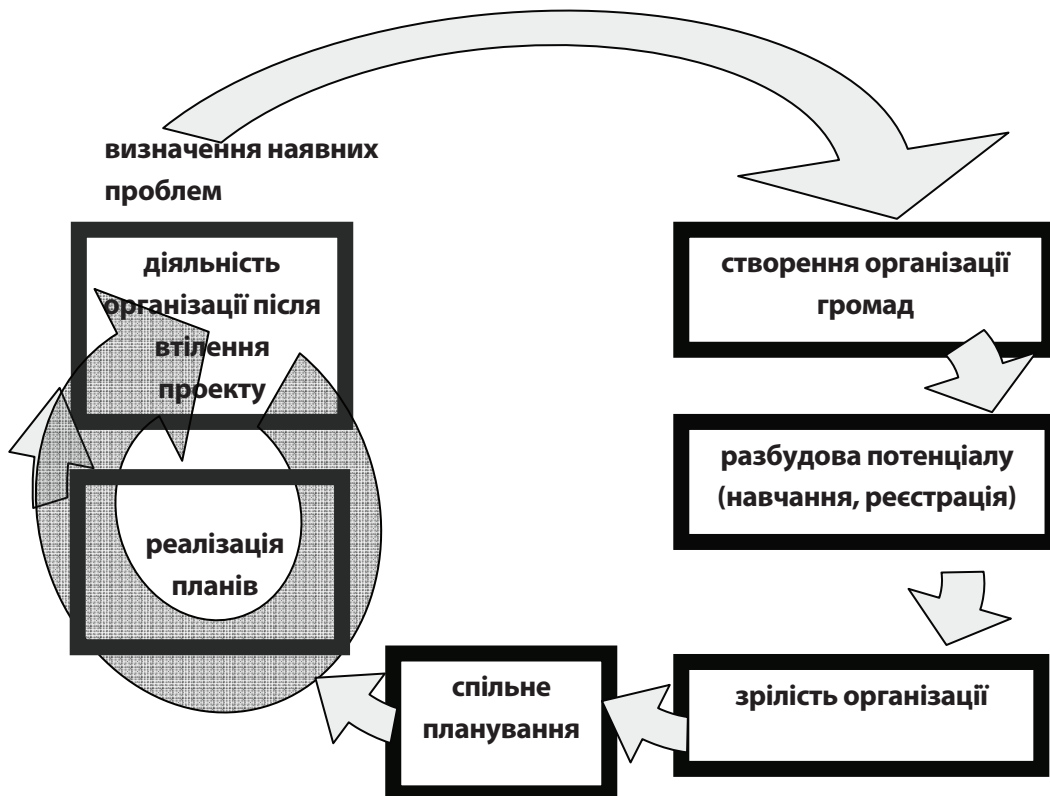 визначення наявних
проблем
діяльність
організації після
втілення
проекту
реалізація
планів
створення організації
громад
разбудова потенціалу
(навчання, реєстрація)
зрілість організації
спільне
планування